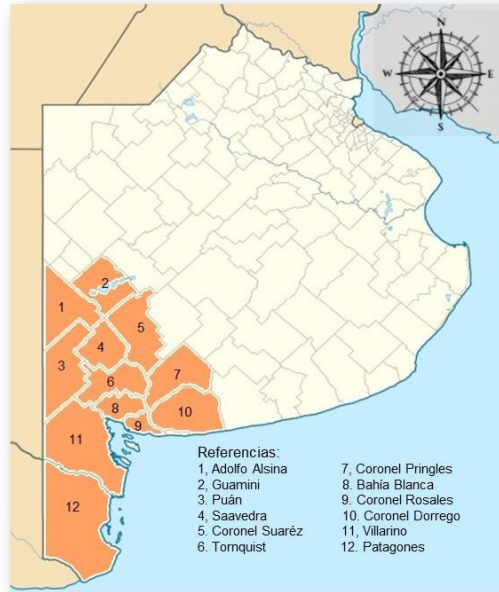 N
W E
S
1
2
3
4
5
6
7
8
9
10
11
12
Referencias:
1, Adolfo Alsina
2, Guamini
3. Puán
4, Saavedra
5. Coronel Suaréz
6. Tornquist
7, Coronel Pringles
8. Bahía Blanca
9. Coronel Rosales
10. Coronel Dorrego
11, Villarino
12. Patagones